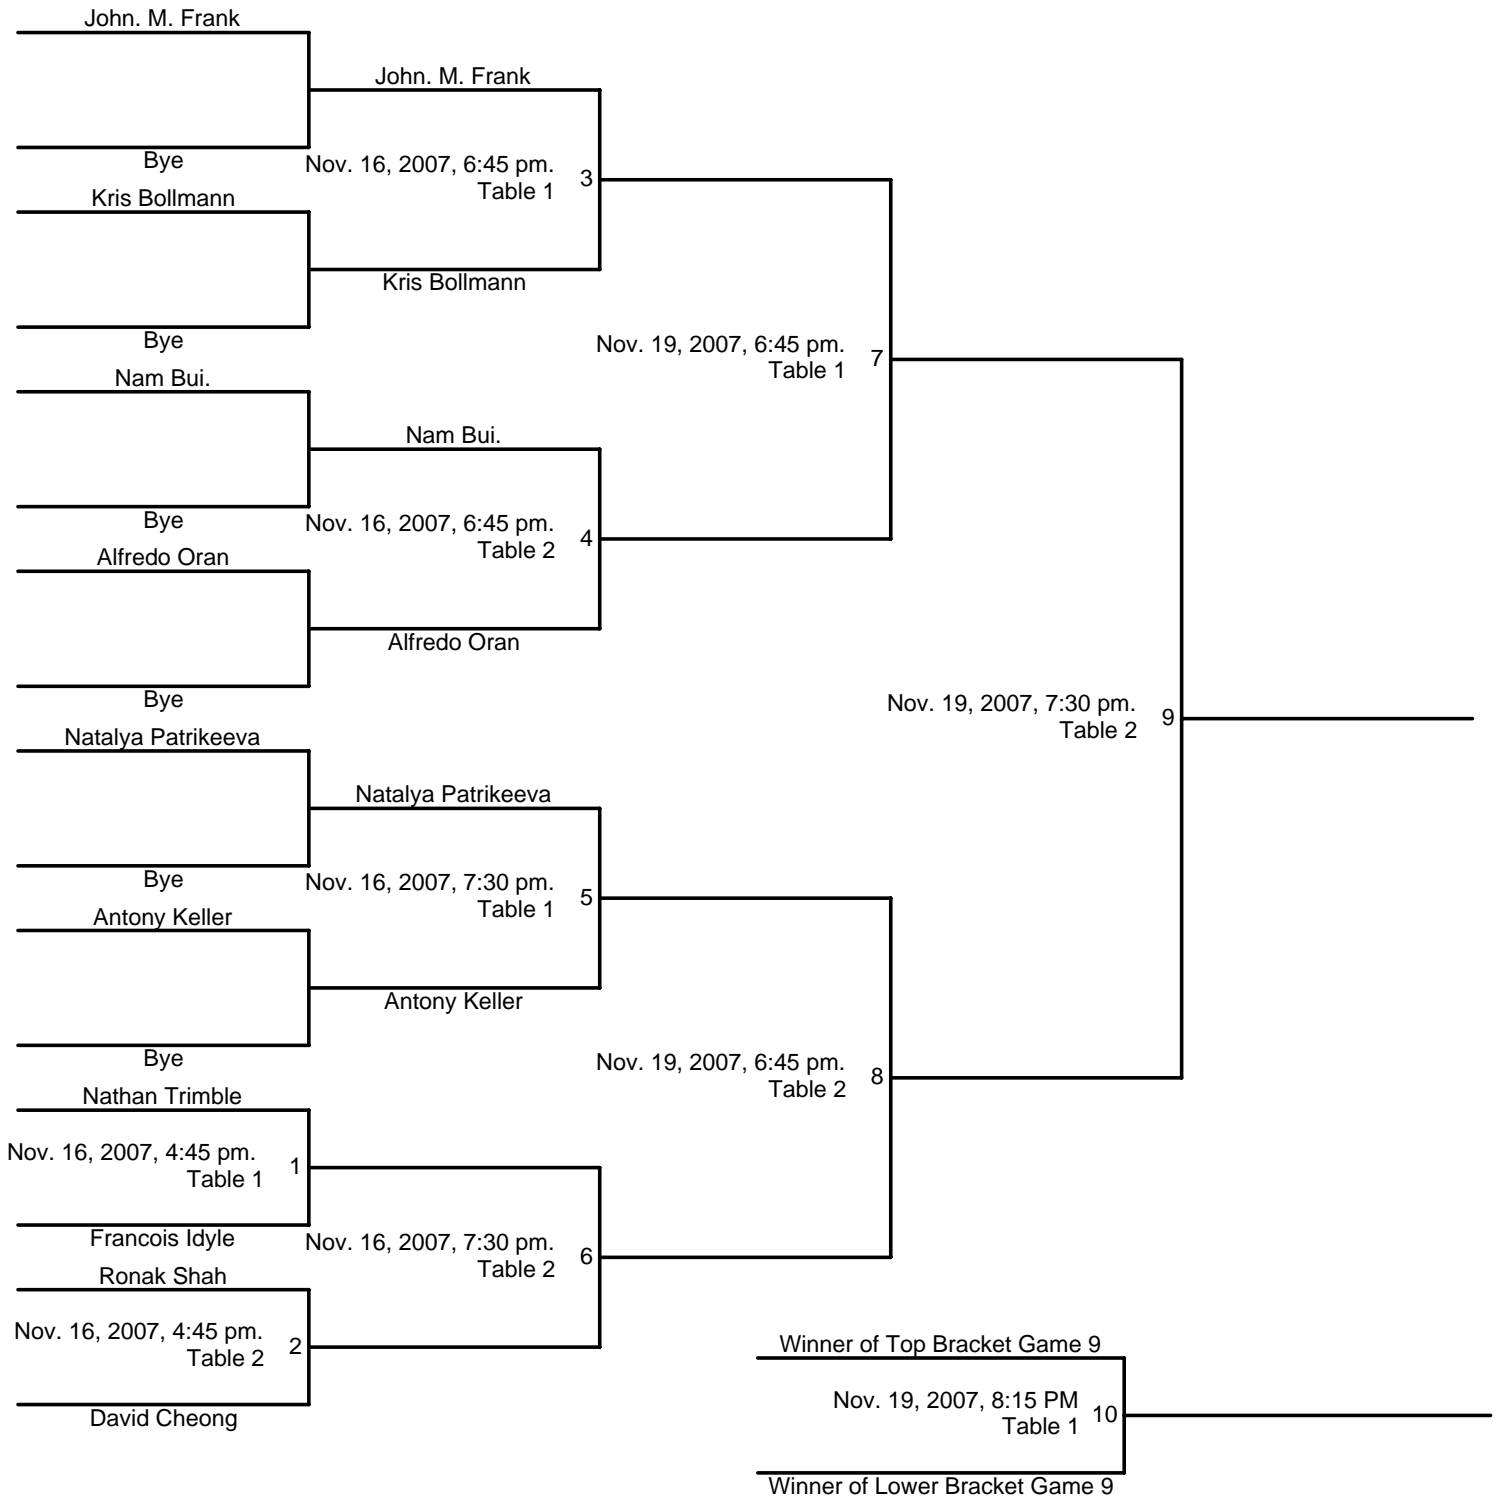 John. M. Frank
John. M. Frank
Bye
Nov. 16, 2007, 6:45 pm.
3
Table 1
Kris Bollmann
Kris Bollmann
Bye
Nov. 19, 2007, 6:45 pm.
7
Table 1
Nam Bui.
Nam Bui.
Bye
Nov. 16, 2007, 6:45 pm.
4
Table 2
Alfredo Oran
Alfredo Oran
Bye
Nov. 19, 2007, 7:30 pm.
9
Table 2
Natalya Patrikeeva
Natalya Patrikeeva
Bye
Nov. 16, 2007, 7:30 pm.
5
Table 1
Antony Keller
Antony Keller
Bye
Nov. 19, 2007, 6:45 pm.
8
Table 2
Nathan Trimble
Nov. 16, 2007, 4:45 pm.
1
Table 1
Francois Idyle
Nov. 16, 2007, 7:30 pm.
6
Table 2
Ronak Shah
Nov. 16, 2007, 4:45 pm.
2
Table 2
David Cheong
Winner of Top Bracket Game 9
Nov. 19, 2007, 8:15 PM
10
Table 1
Winner of Lower Bracket Game 9